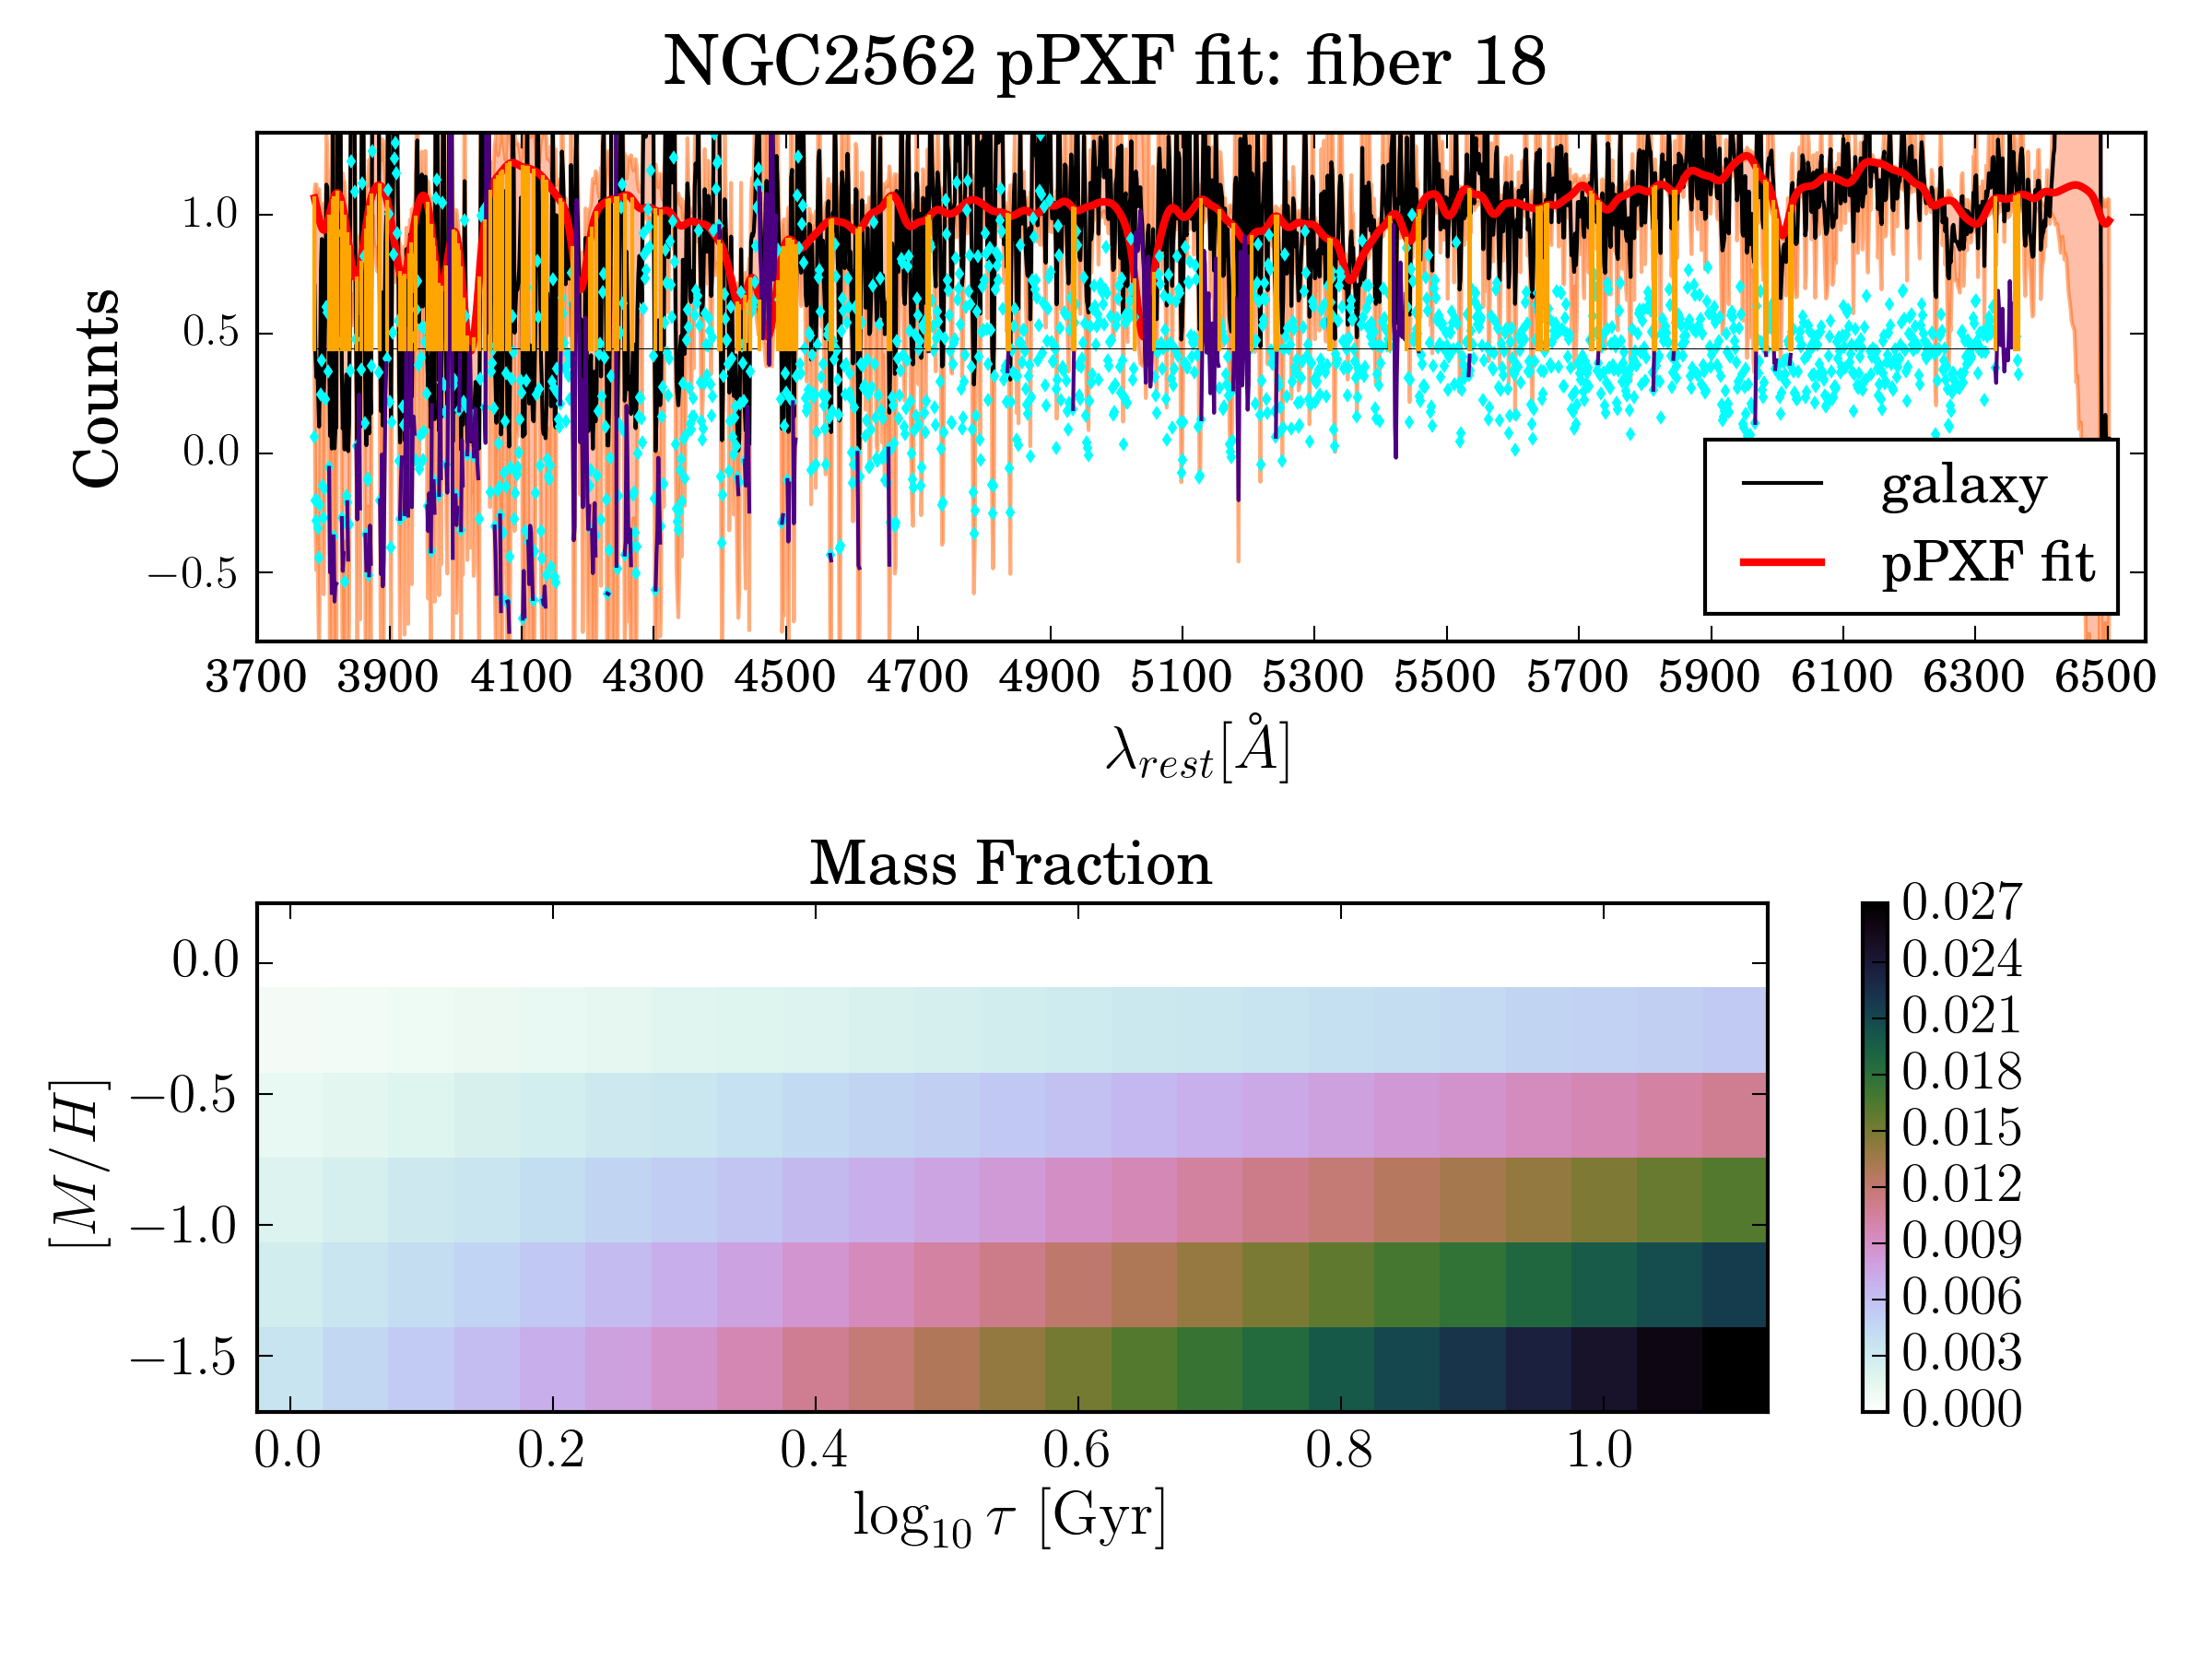 NGC2562 pPXF fit: fiber 18
Counts
1.0
0.5
0.0
−0.5
galaxy
pPXF fit
3700 3900 4100 4300 4500 4700 4900 5100 5300 5500 5700 5900 6100 6300 6500
λrest[Å]
Mass Fraction
[M/H]
0.0
−0.5
−1.0
−1.5
0.0 0.2 0.4 0.6 0.8 1.0
log10 τ [Gyr]
0.027
0.024
0.021
0.018
0.015
0.012
0.009
0.006
0.003
0.000